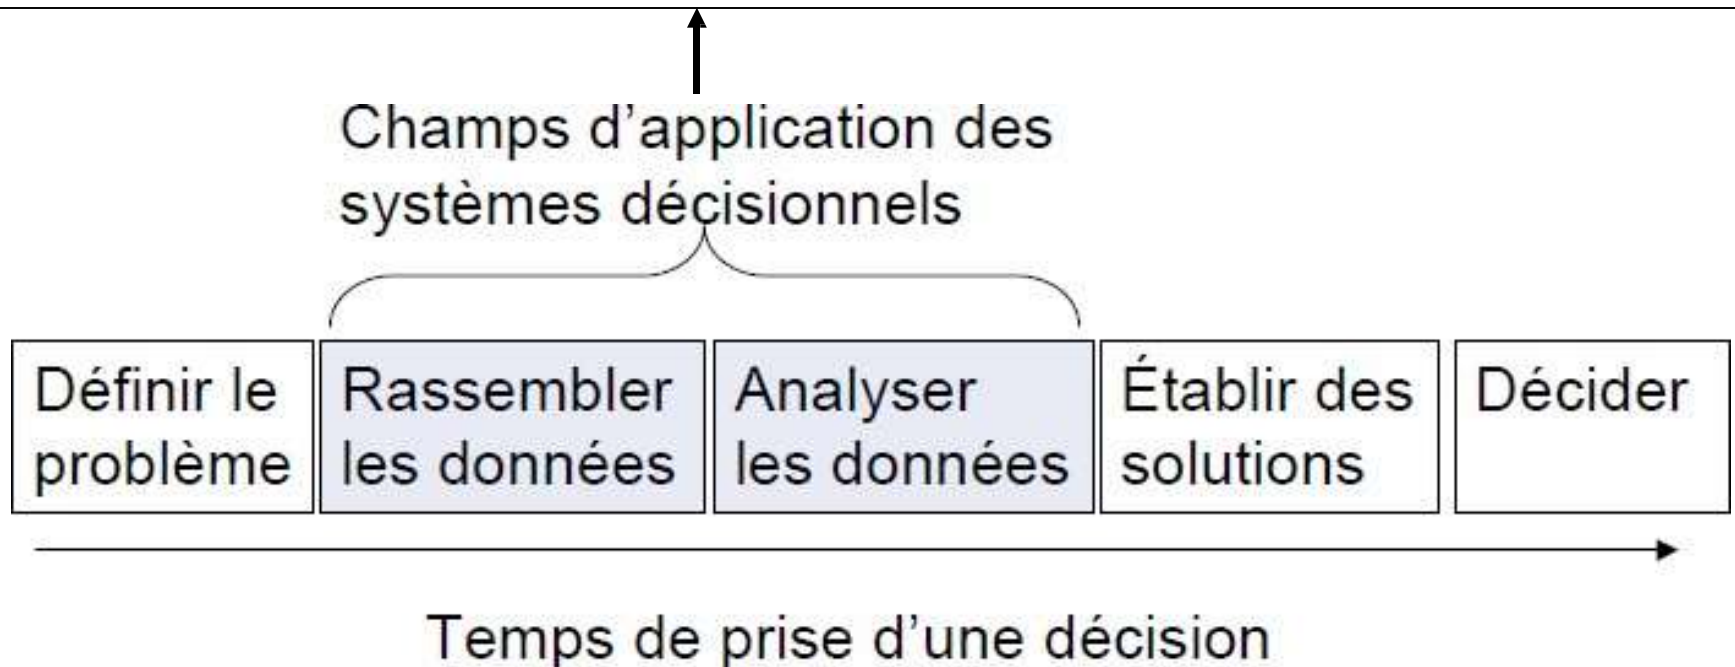 Champs d'application des
systèmes décisionnels
Définir le
problème
Rassembler
les données
Analyser
les données
Établir des
solutions
Décider
Temps de prise d'une décision